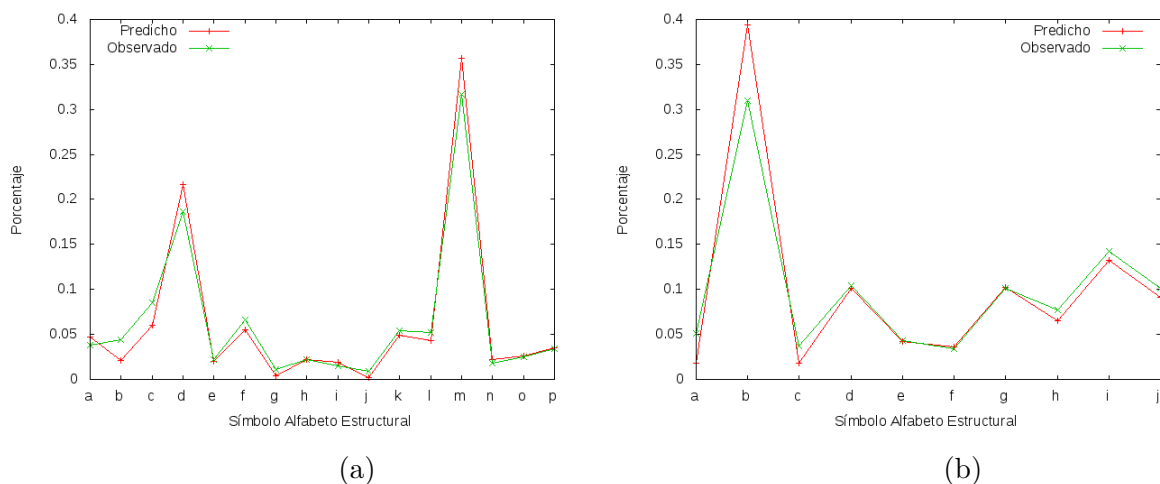 0.4
0.35
0.3
0.25
0.2
0.15
0.1
0.05
0
Porcentaje
Predicho
Observado
a b c d e f g h i j k l m n o p
Símbolo Alfabeto Estructural
(a)
0.4
0.35
0.3
0.25
0.2
0.15
0.1
0.05
0
Porcentaje
Predicho
Observado
a b c d e f g h i j
Símbolo Alfabeto Estructural
(b)